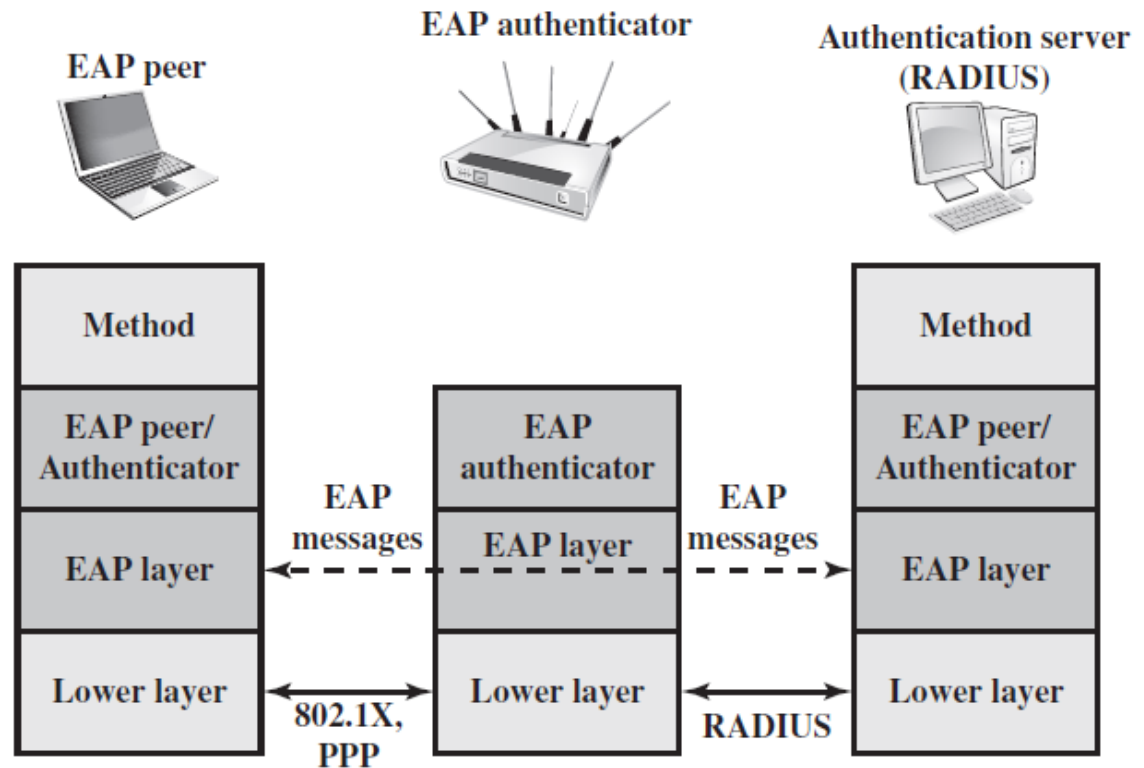 EAP peer
EAP authenticator
Authentication server
(RADIUS)
Method
EAP peer/
Authenticator
EAP layer
Lower layer
EAP
messages
802.1X,
PPP
EAP
authenticator
EAP layer
Lower layer
EAP
messages
RADIUS
Method
EAP peer/
Authenticator
EAP layer
Lower layer